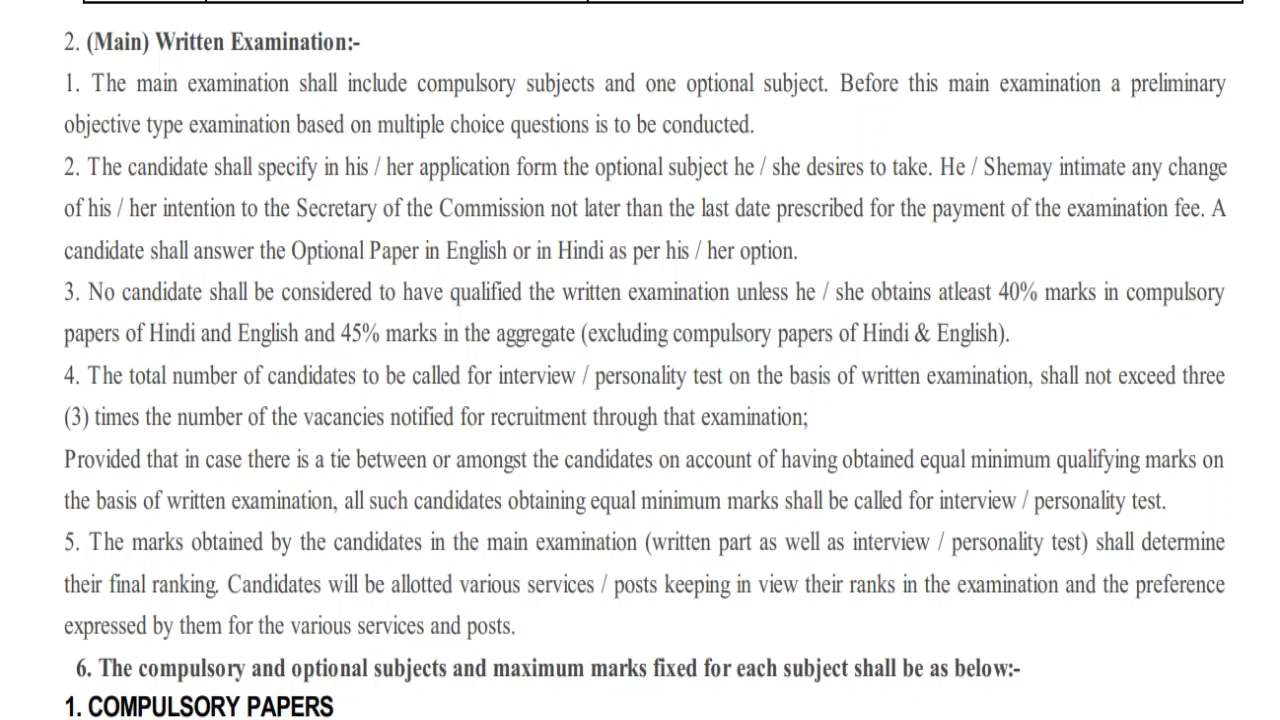 2. (Main) Written Examination:-
1. The main examination shall include compulsory subjects and one optional subject. Before this main examination a preliminary
objective type examination based on multiple choice questions is to be conducted.
2. The candidate shall specify in his / her application form the optional subject he / she desires to take. He / Shemay intimate any change
of his / her intention to the Secretary of the Commission not later than the last date prescribed for the payment of the examination fee. A
candidate shall answer the Optional Paper in English or in Hindi as per his / her option.
3. No candidate shall be considered to have qualified the written examination unless he / she obtains atleast 40% marks in compulsory
papers of Hindi and English and 45% marks in the aggregate (excluding compulsory papers of Hindi & English).
4. The total number of candidates to be called for interview / personality test on the basis of written examination, shall not exceed three
(3) times the number of the vacancies notified for recruitment through that examination;
Provided that in case there is a tie between or amongst the candidates on account of having obtained equal minimum qualifying marks on
the basis of written examination, all such candidates obtaining equal minimum marks shall be called for interview / personality test.
5. The marks obtained by the candidates in the main examination (written part as well as interview / personality test) shall determine
their final ranking. Candidates will be allotted various services / posts keeping in view their ranks in the examination and the preference
expressed by them for the various services and posts.
6. The compulsory and optional subjects and maximum marks fixed for each subject shall be as below:-
1. COMPULSORY PAPERS